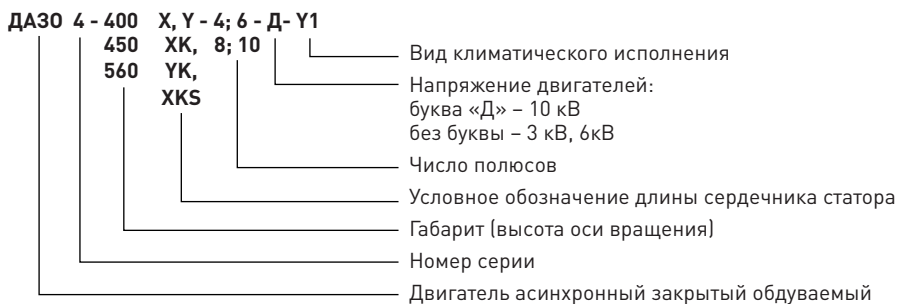 ДАЗО 4 - 400 X, Y - 4; 6 - Д- Y1
450 XK, 8; 10
560 YK,
XKS
Вид климатического исполнения
Напряжение двигателей:
буква «Д» – 10 кВ
без буквы – 3 кВ, 6кВ
Число полюсов
Условное обозначение длины сердечника статора
Габарит (высота оси вращения)
Номер серии
Двигатель асинхронный закрытый обдуваемый